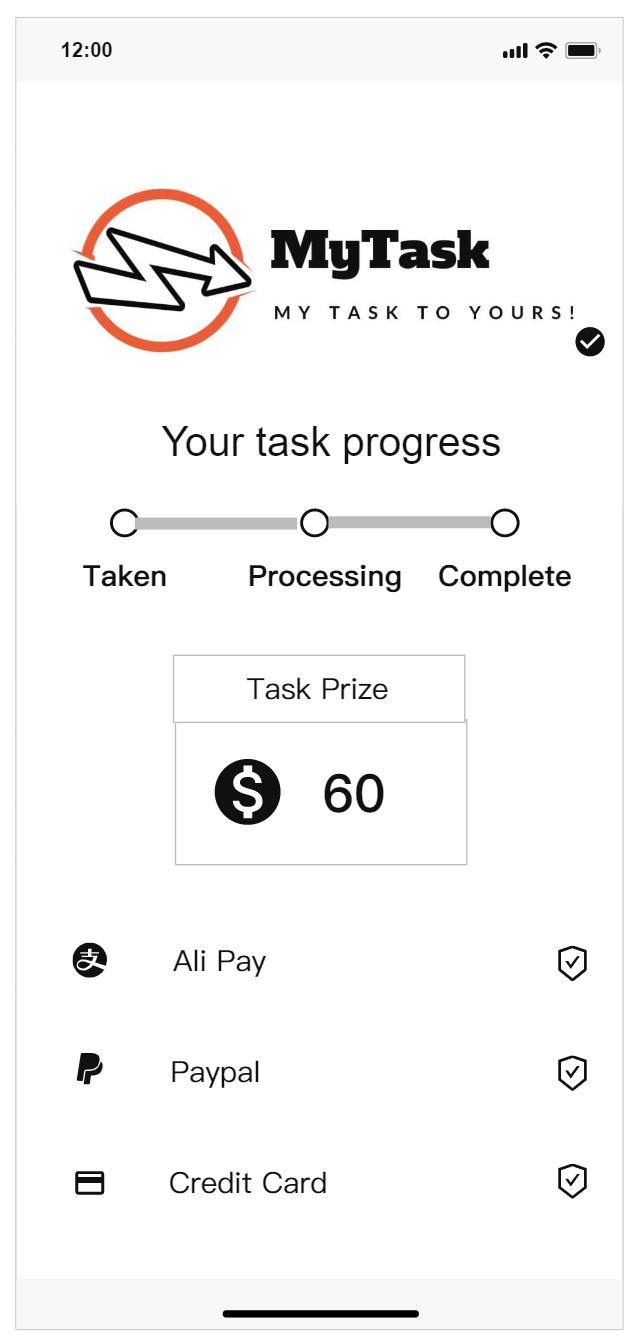 12:00
MyTask
MY TASK TO YOURS!
Your task progress
Taken Processing Complete
Task Prize
$ 60
支 Ali Pay
Paypal
Credit Card